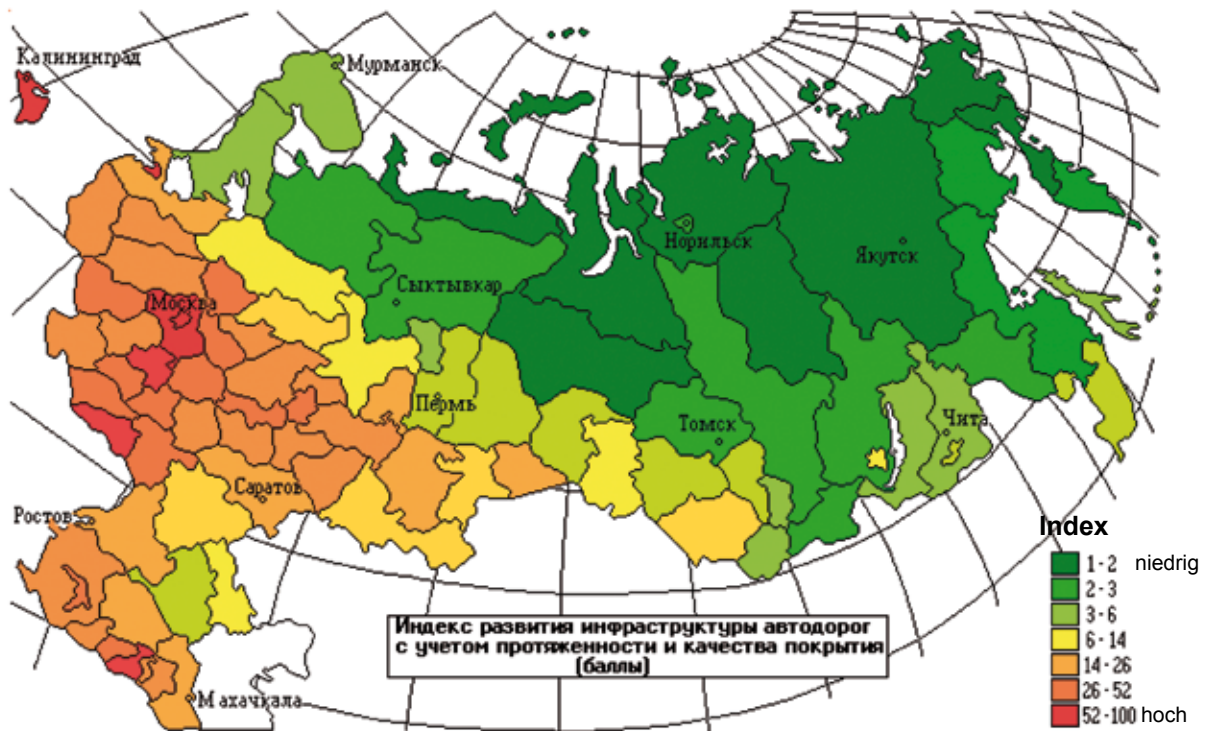 Калининград
Мурманск
Норильск
Якутск
Сыктывкар
Москва
Пермь
Томск
Чита
Саратов
Ростов
Махачкала
Индекс развития инфраструктуры автодорог
с учетом протяженности и качества покрытия
(баллы)
Index
1-2 niedrig
2-3
3-6
6-14
14-26
26-52
52-100 hoch